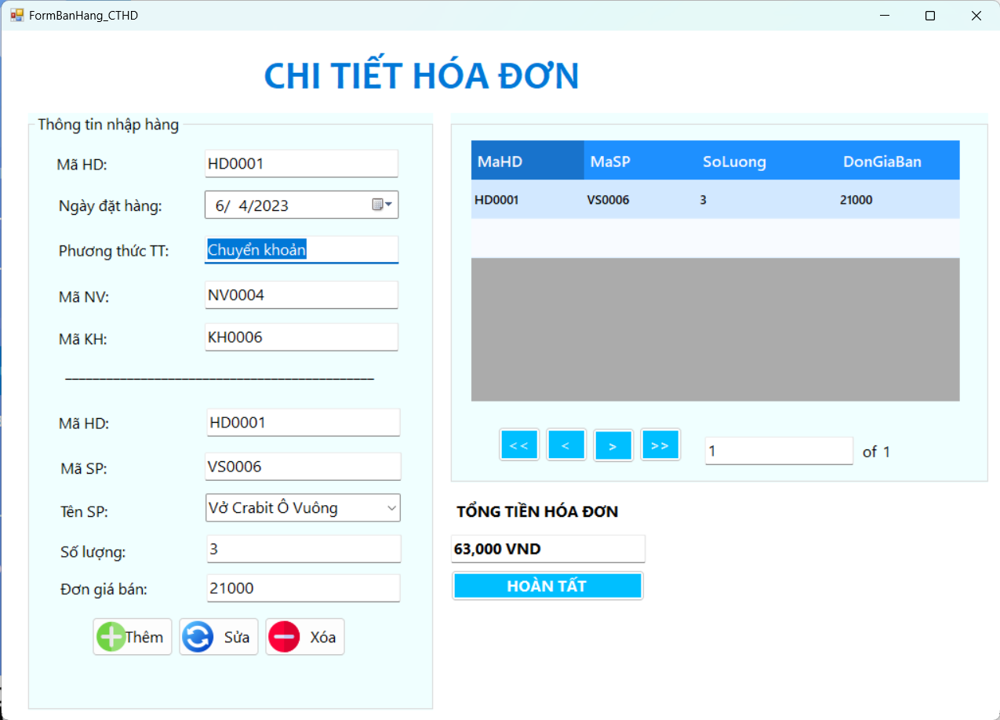 FormBanHang_CTHD
CHI TIẾT HÓA ĐƠN
Thông tin nhập hàng
Mã HD: HD0001
Ngày đặt hàng: 6/ 4/2023
Phương thức TT: Chuyển khoản
Mã NV: NV0004
Mã KH: KH0006
Mã HD: HD0001
Mã SP: VS0006
Tên SP: Vở Crabit Ô Vuông
Số lượng: 3
Đơn giá bán: 21000
Thêm Sửa Xóa
MaHD MaSP SoLuong DonGiaBan
HD0001 VS0006 3 21000
<< < > >> 1 of 1
TỔNG TIỀN HÓA ĐƠN
63,000 VND
HOÀN TẤT